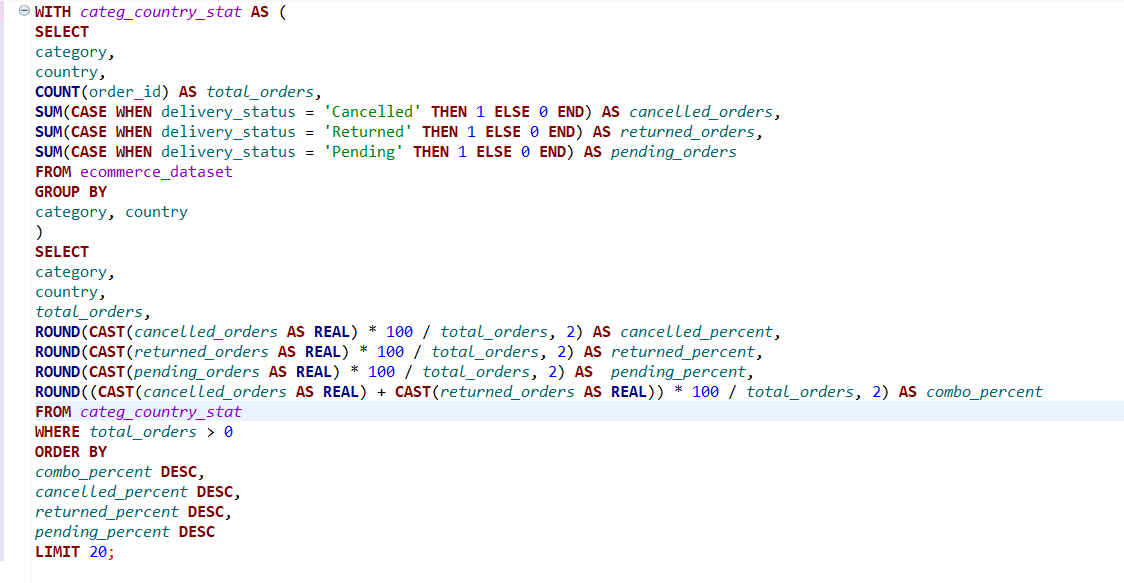 WITH categ_country_stat AS (
SELECT
category,
country,
COUNT(order_id) AS total_orders,
SUM(CASE WHEN delivery_status = 'Cancelled' THEN 1 ELSE 0 END) AS cancelled_orders,
SUM(CASE WHEN delivery_status = 'Returned' THEN 1 ELSE 0 END) AS returned_orders,
SUM(CASE WHEN delivery_status = 'Pending' THEN 1 ELSE 0 END) AS pending_orders
FROM ecommerce_dataset
GROUP BY
category, country
)
SELECT
category,
country,
total_orders,
ROUND(CAST(cancelled_orders AS REAL) * 100 / total_orders, 2) AS cancelled_percent,
ROUND(CAST(returned_orders AS REAL) * 100 / total_orders, 2) AS returned_percent,
ROUND(CAST(pending_orders AS REAL) * 100 / total_orders, 2) AS  pending_percent,
ROUND((CAST(cancelled_orders AS REAL) + CAST(returned_orders AS REAL)) * 100 / total_orders, 2) AS combo_percent
FROM categ_country_stat
WHERE total_orders > 0
ORDER BY
combo_percent DESC,
cancelled_percent DESC,
returned_percent DESC,
pending_percent DESC
LIMIT 20;